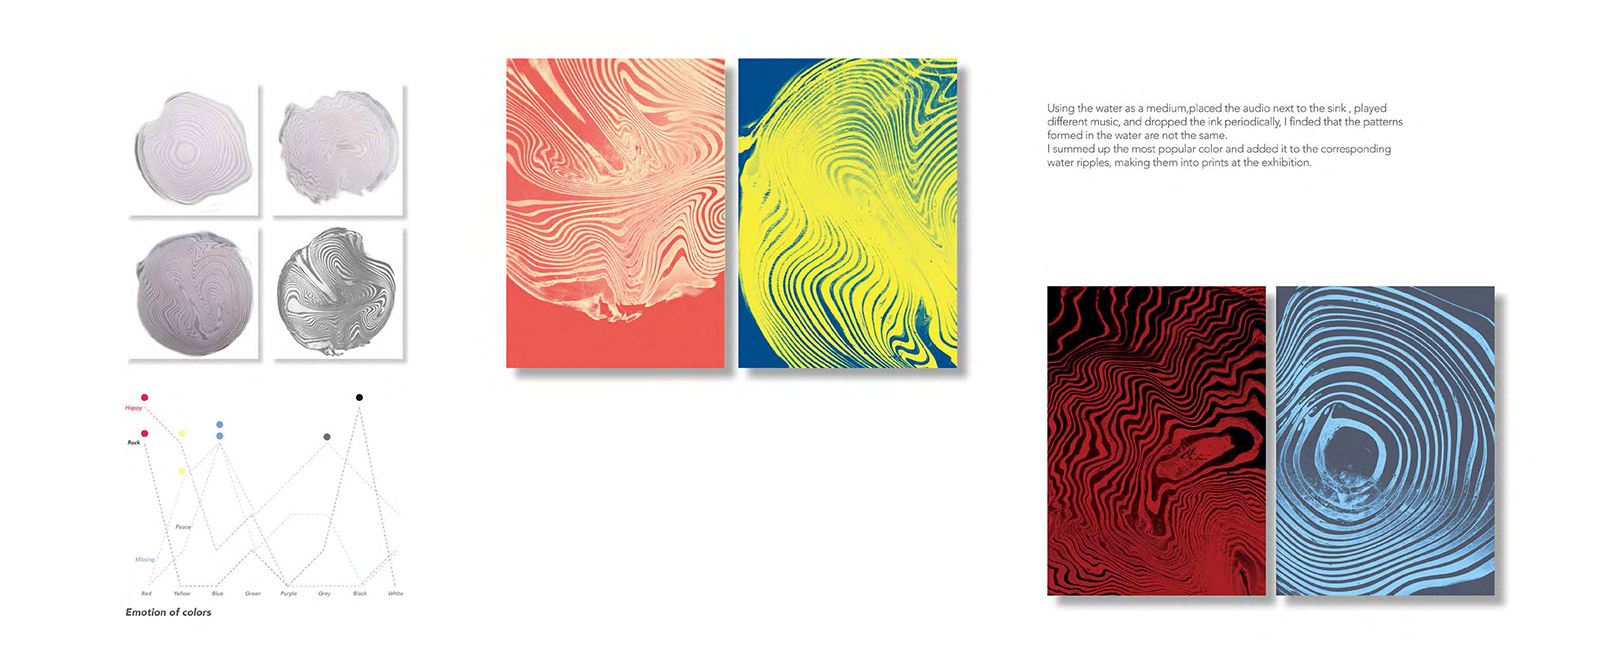 Using the water as a medium,placed the audio next to the sink , played
different music, and dropped the ink periodically, I finded that the patterns
formed in the water are not the same.
I summed up the most popular color and added it to the corresponding
water ripples, making them into prints at the exhibition.
Happy
Rock
Peace
Missing
Red Yellow Blue Green Purple Grey Black White
Emotion of colors